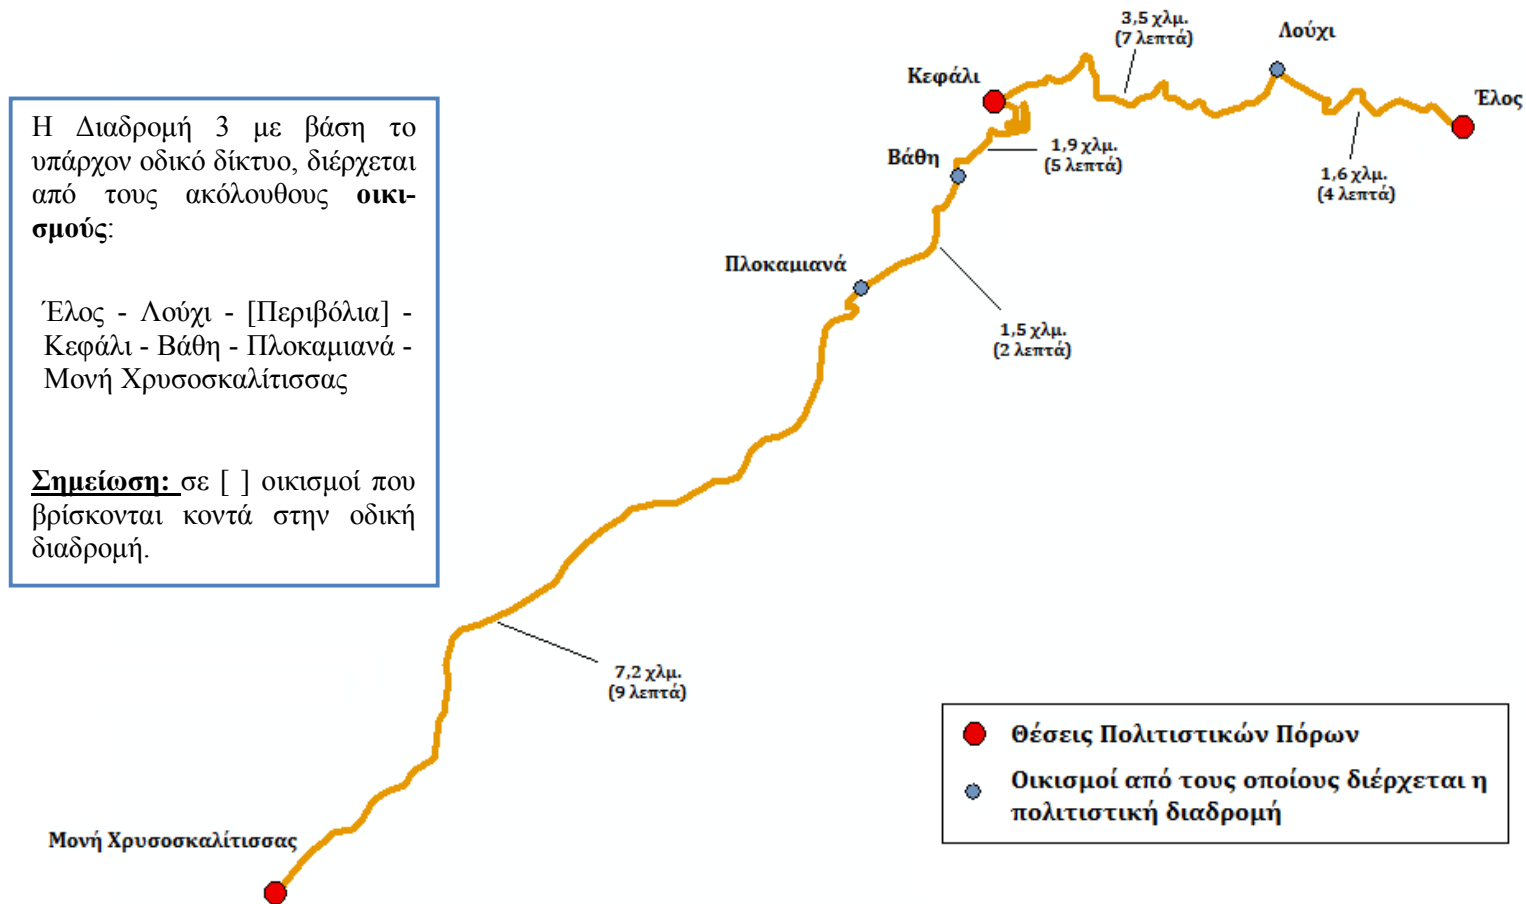 Η Διαδρομή 3 με βάση το
υπάρχον οδικό δίκτυο, διέρχεται
από τους ακόλουθους οικι-
σμούς:
Έλος - Λούχι - [Περιβόλια] -
Κεφάλι - Βάθη - Πλοκαμιανά -
Μονή Χρυσοσκαλίτισσας
Σημείωση: σε [ ] οικισμοί που
βρίσκονται κοντά στην οδική
διαδρομή.
3,5 χλμ.
(7 λεπτά)
Λούχι
Κεφάλι
Έλος
1,9 χλμ.
(5 λεπτά)
Βάθη
1,6 χλμ.
(4 λεπτά)
Πλοκαμιανά
1,5 χλμ.
(2 λεπτά)
7,2 χλμ.
(9 λεπτά)
Μονή Χρυσοσκαλίτισσας
Θέσεις Πολιτιστικών Πόρων
Οικισμοί από τους οποίους διέρχεται η
πολιτιστική διαδρομή